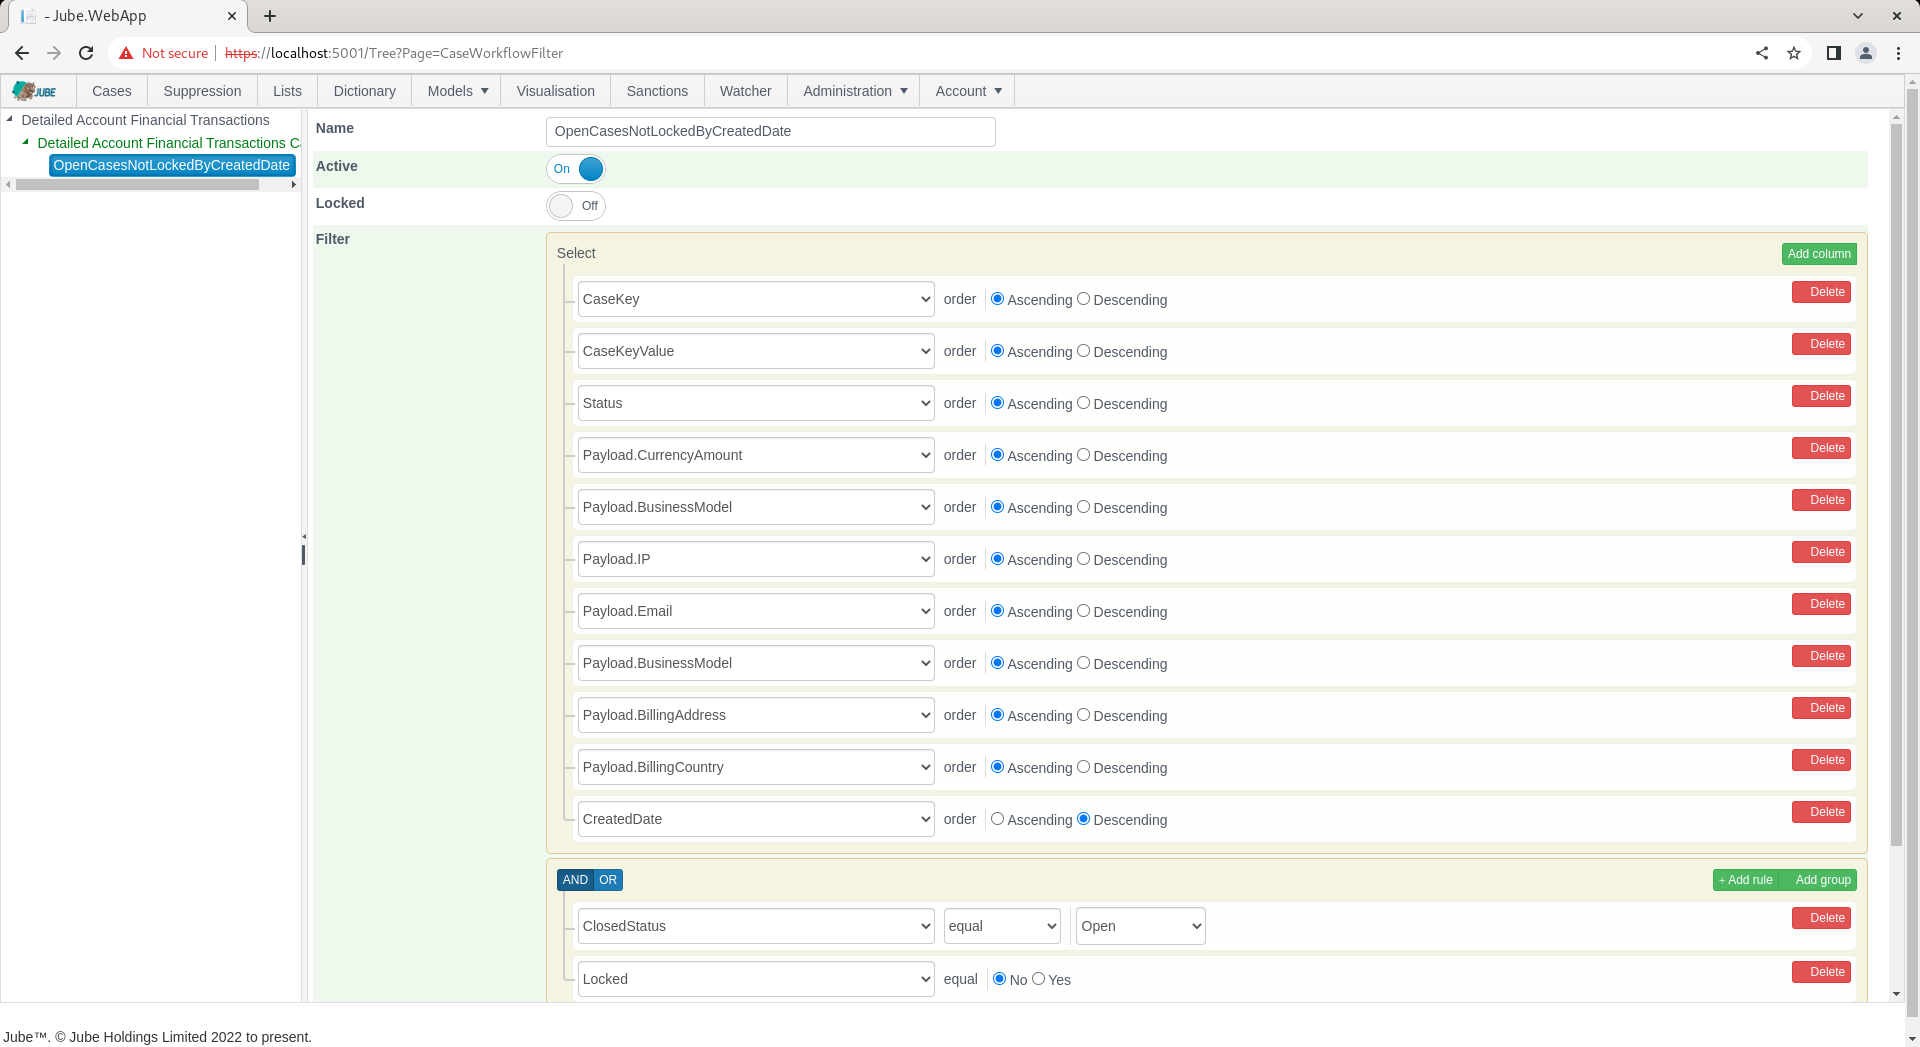 - Jube.WebApp
Not secure https://localhost:5001/Tree?Page=CaseWorkflowFilter
JUBE Cases Suppression Lists Dictionary Models Visualisation Sanctions Watcher Administration Account
Detailed Account Financial Transactions
Detailed Account Financial Transactions
OpenCasesNotLockedByCreatedDate
Name OpenCasesNotLockedByCreatedDate
Active On
Locked Off
Filter
Select Add column
CaseKey order Ascending Descending Delete
CaseKeyValue order Ascending Descending Delete
Status order Ascending Descending Delete
Payload.CurrencyAmount order Ascending Descending Delete
Payload.BusinessModel order Ascending Descending Delete
Payload.IP order Ascending Descending Delete
Payload.Email order Ascending Descending Delete
Payload.BusinessModel order Ascending Descending Delete
Payload.BillingAddress order Ascending Descending Delete
Payload.BillingCountry order Ascending Descending Delete
CreatedDate order Ascending Descending Delete
AND OR + Add rule Add group
ClosedStatus equal Open Delete
Locked equal No Yes Delete
Jube™. © Jube Holdings Limited 2022 to present.